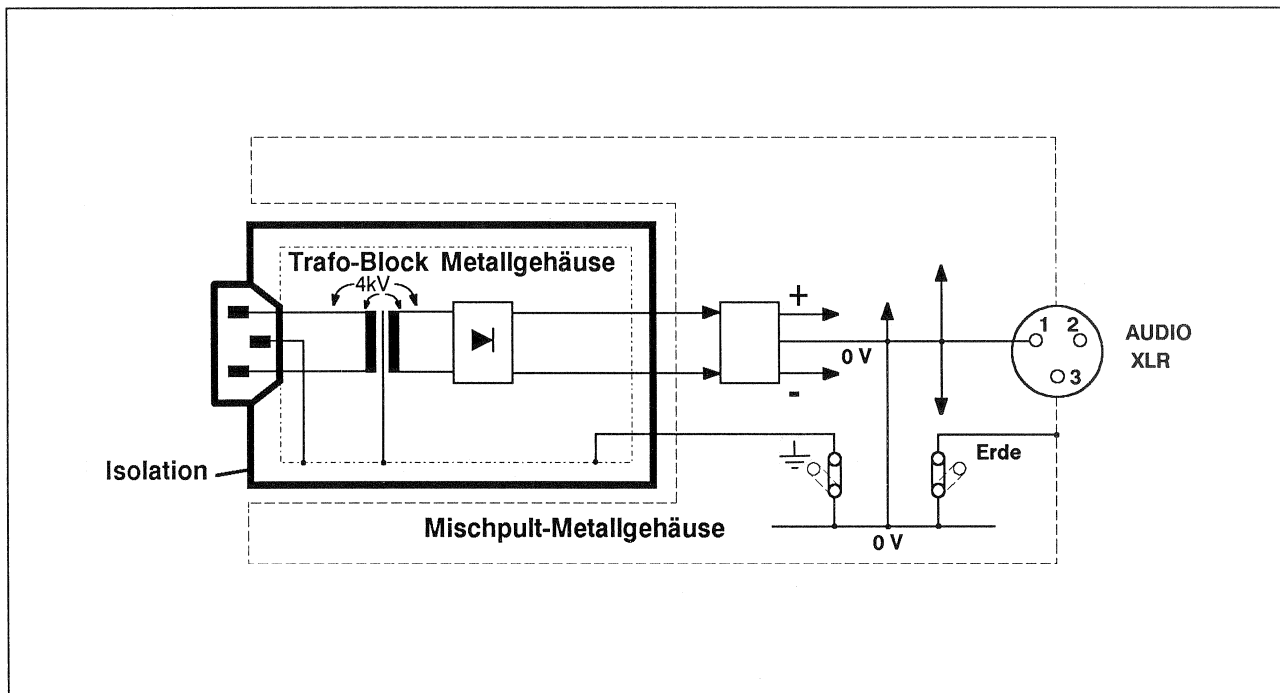 Trafo-Block Metallgehäuse
4kV
+
0 V
-
1 2
3
AUDIO
XLR
Isolation
Erde
Mischpult-Metallgehäuse
0 V